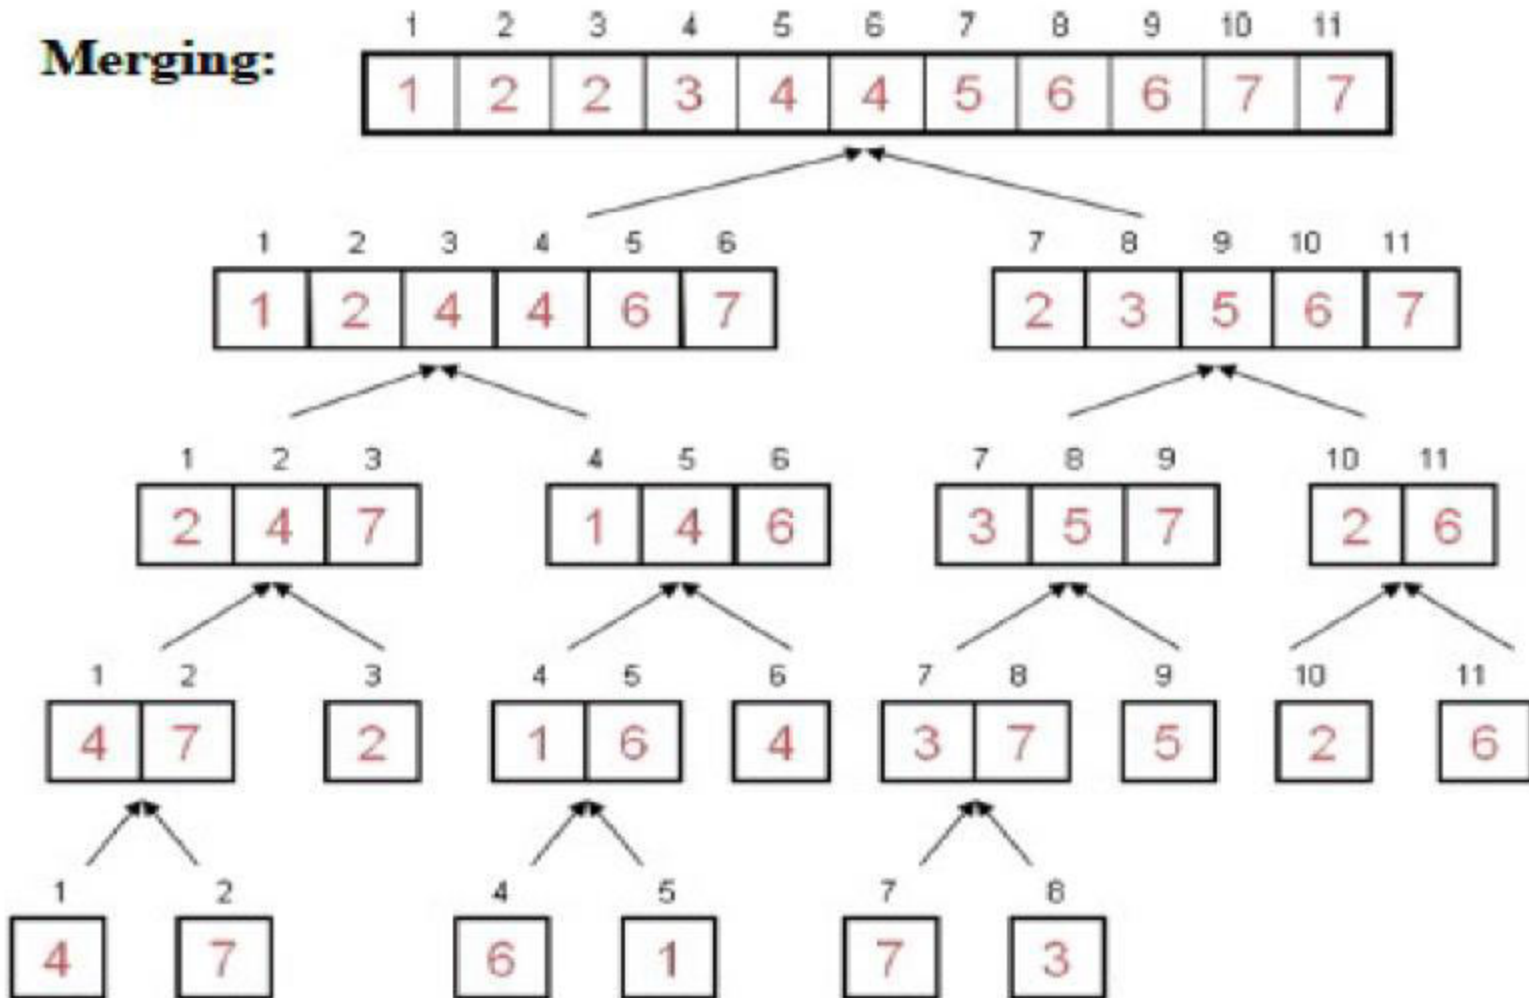 1 2 3 4 5 6 7 8 9 10 11
Merging:
1 2 2 3 4 4 5 6 6 7 7
1 2 3 4 5 6 7 8 9 10 11
1 2 4 4 6 7 2 3 5 6 7
1 2 3 4 5 6 7 8 9 10 11
2 4 7 1 4 6 3 5 7 2 6
1 2 3 4 5 6 7 8 9 10 11
4 7 2 1 6 4 3 7 5 2 6
1 2 4 5 7 8
4 7 6 1 7 3